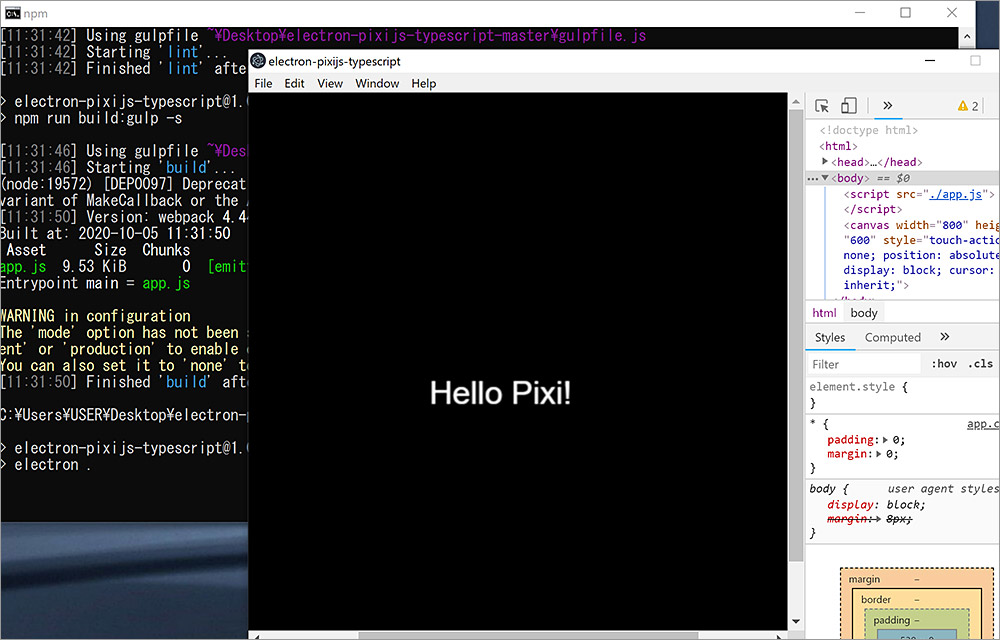 npm
[11:31:42] Using gulpfile ~¥Desktop¥electron-pixijs-typescript-master¥gulpfile.js
[11:31:42] Starting 'lint'...
[11:31:42] Finished 'lint' afte
> electron-pixijs-typescript@1.
> npm run build:gulp -s
[11:31:46] Using gulpfile ~¥Des
[11:31:46] Starting 'build'...
(node:19572) [DEP0097] Deprecat
variant of MakeCallback or the
[11:31:50] Version: webpack 4.4
Built at: 2020-10-05 11:31:50
Asset Size Chunks
app.js 9.53 KiB 0 [emit
Entrypoint main = app.js
WARNING in configuration
The 'mode' option has not been
ent' or 'production' to enable
You can also set it to 'none' t
[11:31:50] Finished 'build' afte
C:¥Users¥USER¥Desktop¥electron-
> electron-pixijs-typescript@1.
> electron .
electron-pixijs-typescript
File Edit View Window Help
Hello Pixi!
» 2
<!doctype html>
<html>
<head>…</head>
<body> == $0
<script src="./app.js">
</script>
<canvas width="800" heig
"600" style="touch-actio
none; position: absolute
display: block; cursor:
inherit;">
html body
Styles Computed »
Filter :hov .cls
element.style {
}
* { app.c
padding: 0;
margin: 0;
}
body { user agent styles
display: block;
margin: 8px;
}
margin –
border –
padding –